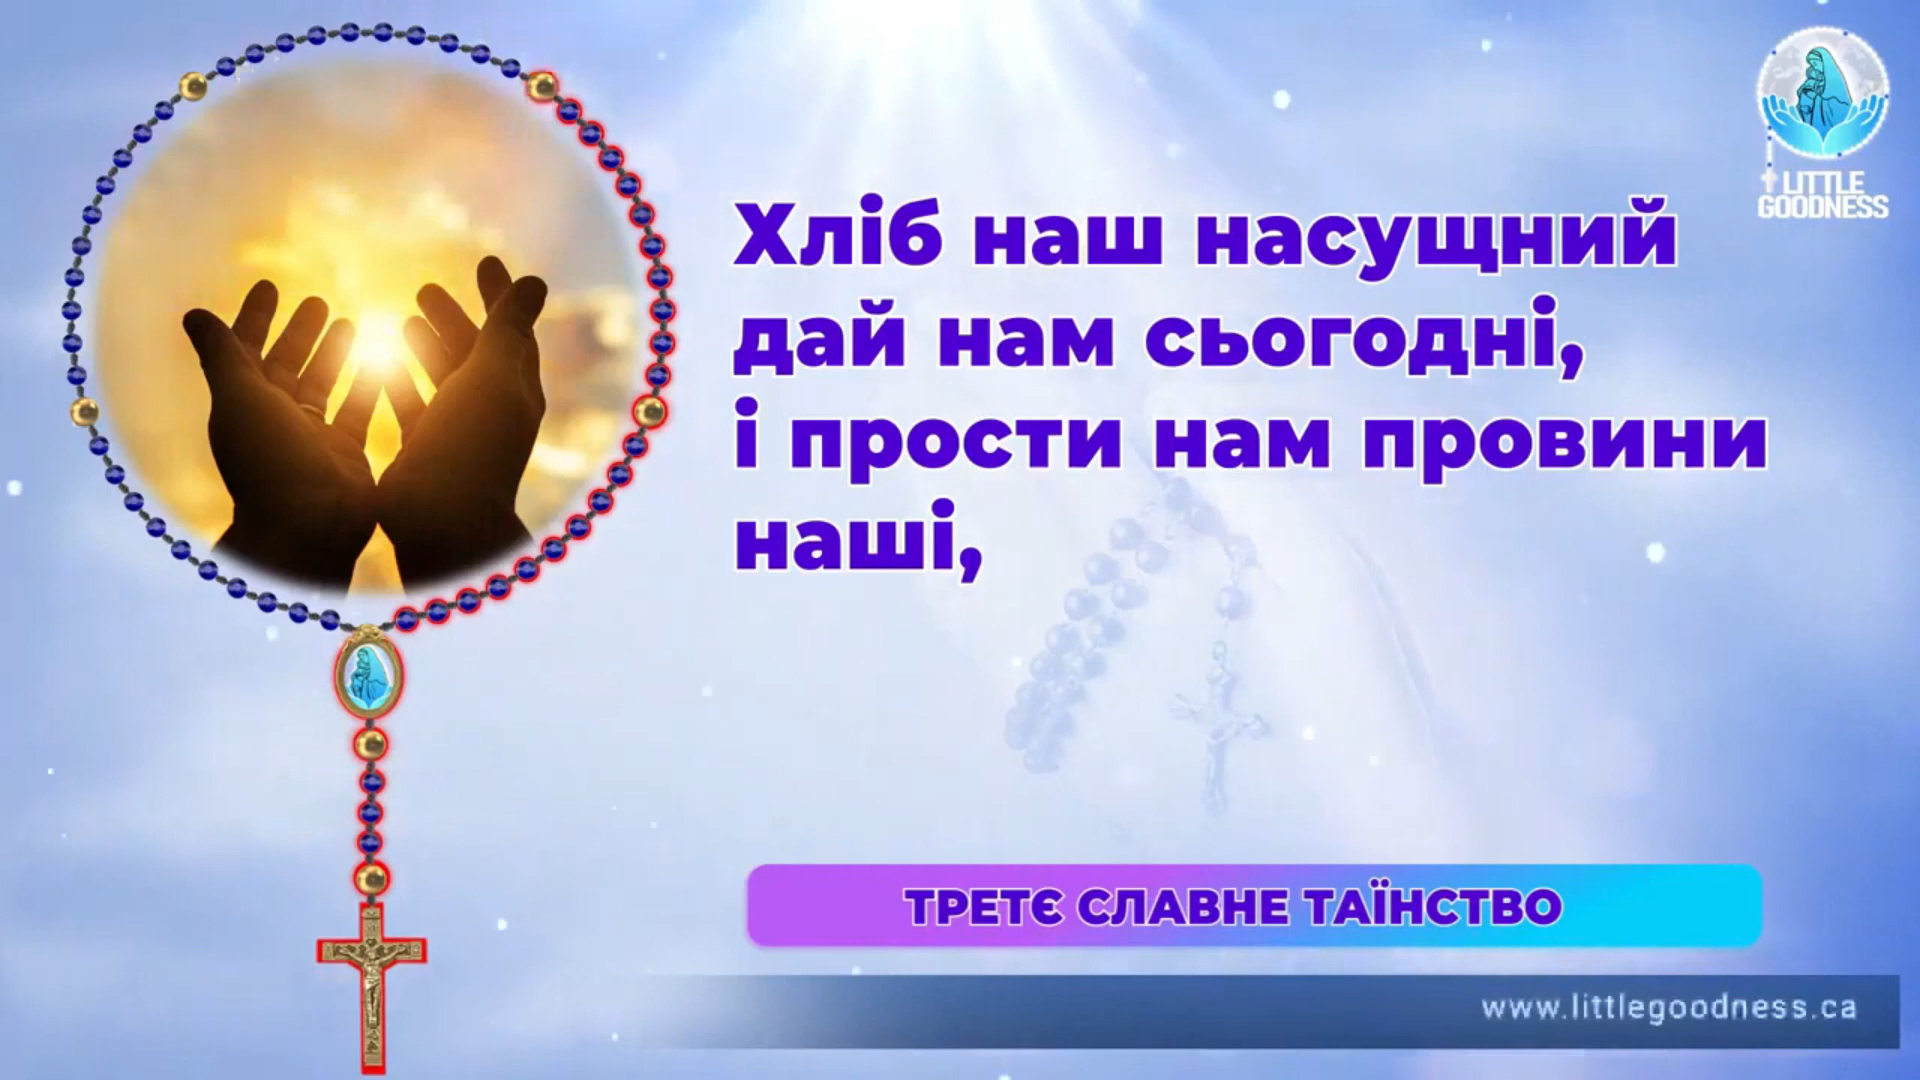 LITTLE
GOODNESS
Хліб наш насущний
дай нам сьогодні,
і прости нам провини
наші,
ТРЕТЄ СЛАВНЕ ТАЇНСТВО
www.littlegoodness.ca